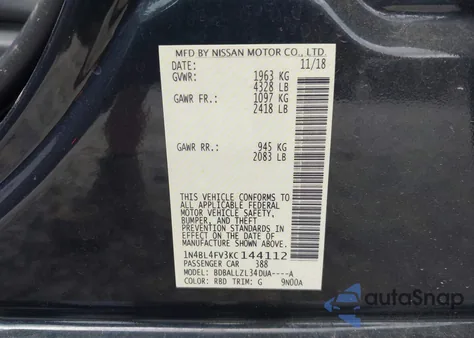 MFD BY NISSAN MOTOR CO., LTD.
DATE: 11/18
GVWR: 1963 KG
4328 LB
GAWR FR.: 1097 KG
2418 LB
GAWR RR.: 945 KG
2083 LB
THIS VEHICLE CONFORMS TO
ALL APPLICABLE FEDERAL
MOTOR VEHICLE SAFETY,
BUMPER, AND THEFT
PREVENTION STANDARDS IN
EFFECT ON THE DATE OF
MANUFACTURE SHOWN ABOVE.
1N4BL4FV3KC144112
PASSENGER CAR 388
MODEL: BDBALLZL34DUA----A
COLOR: RBD TRIM: G 9N00A
autoSnap